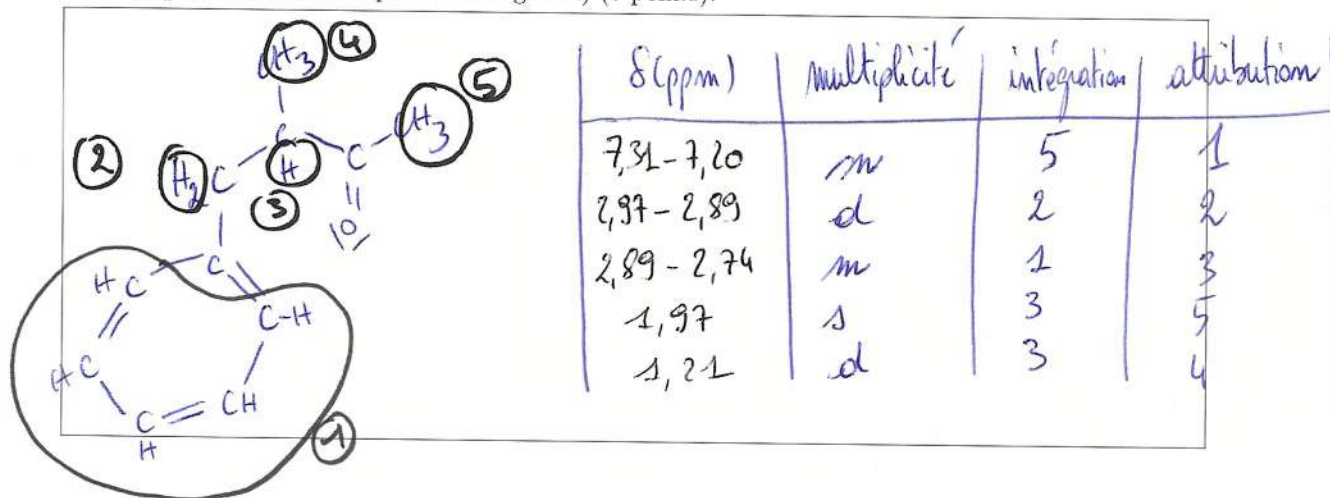 CH3 4
5
CH3
2 H2C C H C
3
|O|
H C C
C-H
H C
C CH
H
1
δ(ppm) multiplicité intégration attribution
7,31-7,20 m 5 1
2,97-2,89 d 2 2
2,89-2,74 m 1 3
1,97 s 3 5
1,21 d 3 4